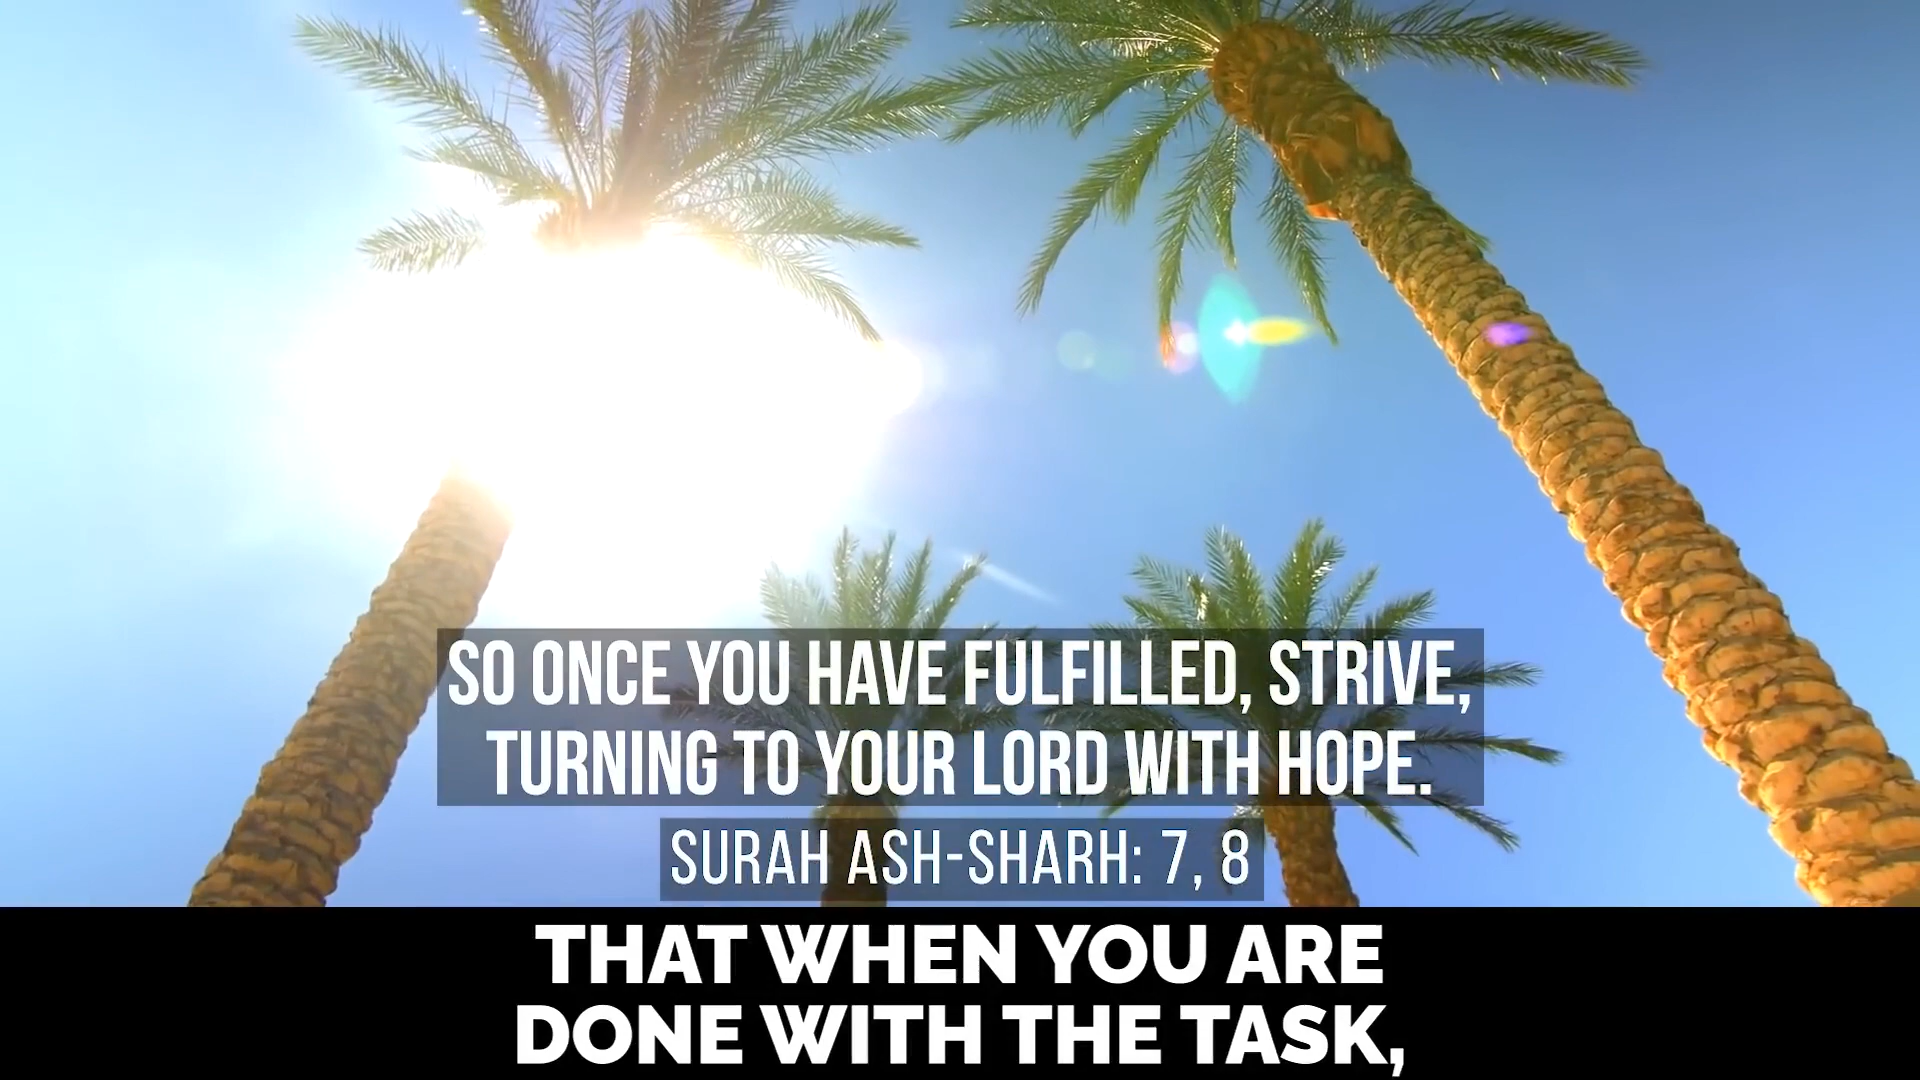 SO ONCE YOU HAVE FULFILLED, STRIVE,
TURNING TO YOUR LORD WITH HOPE.
SURAH ASH-SHARH: 7, 8
THAT WHEN YOU ARE
DONE WITH THE TASK,